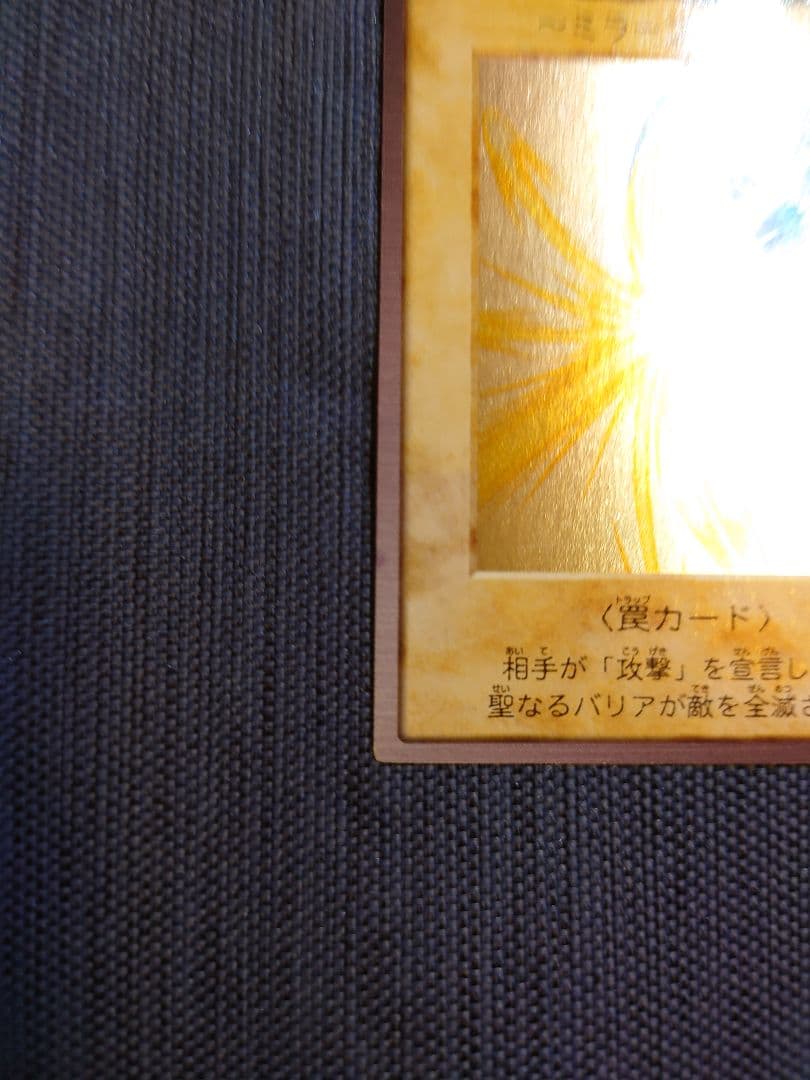 〈罠カード〉
相手が「攻撃」を宣言し
聖なるバリアが敵を全滅さ